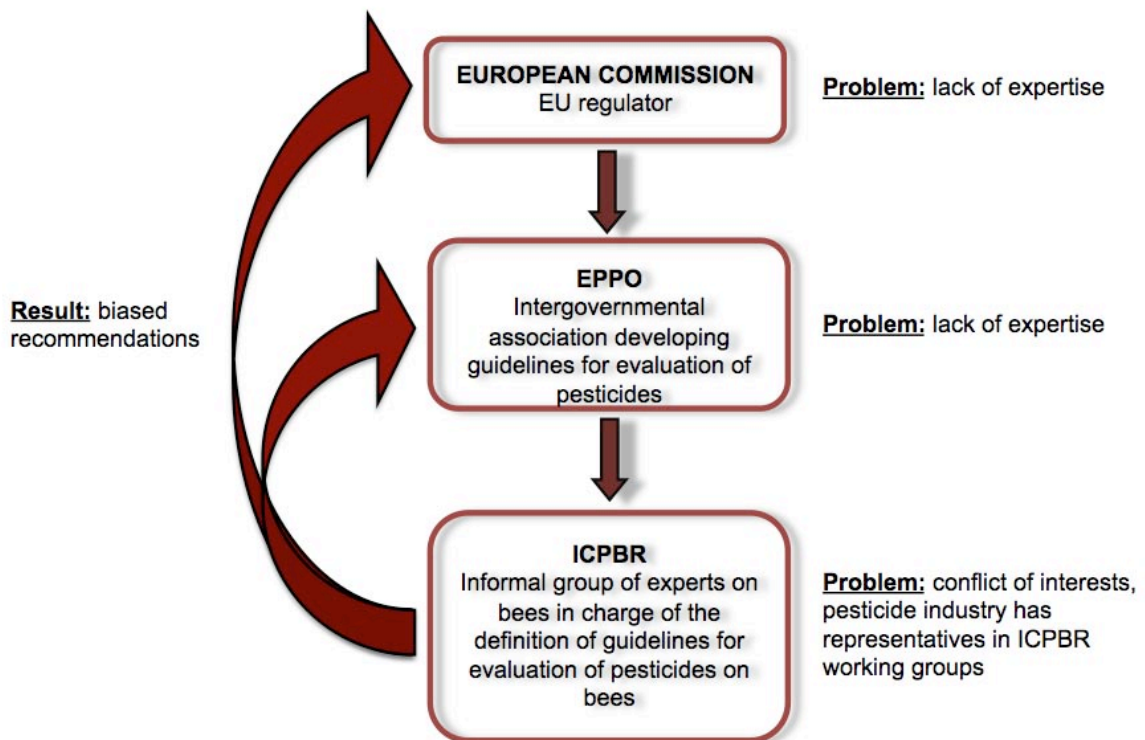 EUROPEAN COMMISSION
EU regulator
Problem: lack of expertise
EPPO
Intergovernmental
association developing
guidelines for evaluation of
pesticides
Result: biased
recommendations
Problem: lack of expertise
ICPBR
Informal group of experts on
bees in charge of the
definition of guidelines for
evaluation of pesticides on
bees
Problem: conflict of interests,
pesticide industry has
representatives in ICPBR
working groups